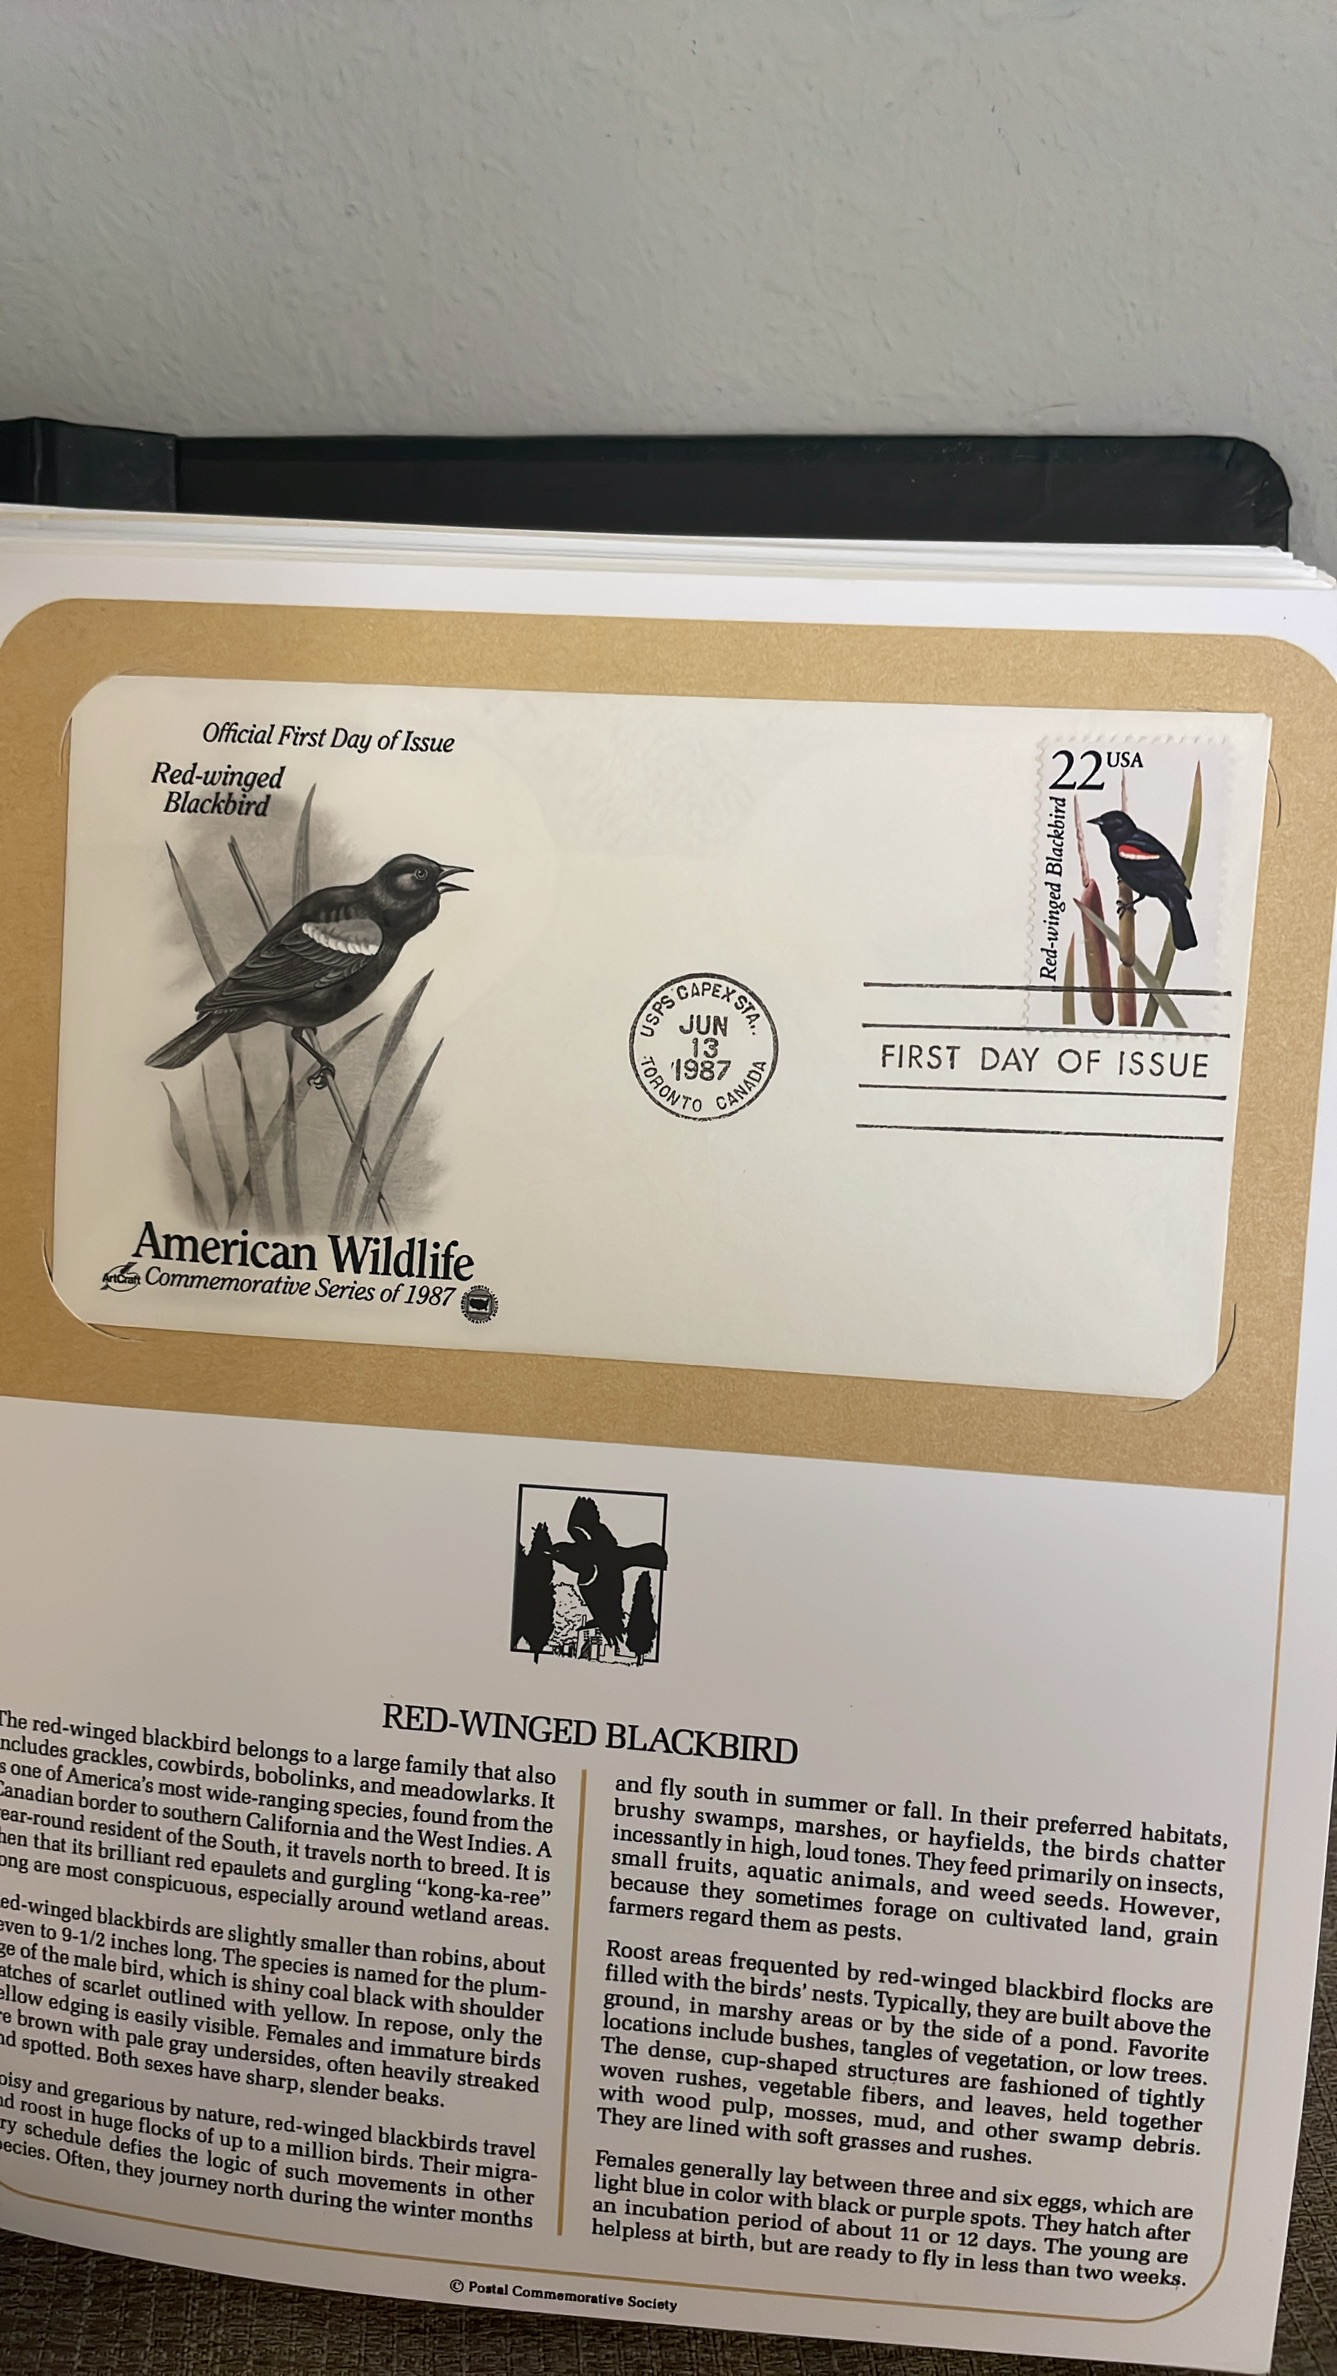 Official First Day of Issue
Red-winged
Blackbird
22 USA
Red-winged Blackbird
USPS CAPEX STA.
JUN
13
1987
TORONTO CANADA
FIRST DAY OF ISSUE
American Wildlife
ArtCraft Commemorative Series of 1987
RED-WINGED BLACKBIRD
The red-winged blackbird belongs to a large family that also
includes grackles, cowbirds, bobolinks, and meadowlarks. It
s one of America's most wide-ranging species, found from the
Canadian border to southern California and the West Indies. A
ear-round resident of the South, it travels north to breed. It is
hen that its brilliant red epaulets and gurgling "kong-ka-ree"
ong are most conspicuous, especially around wetland areas.
ed-winged blackbirds are slightly smaller than robins, about
even to 9-1/2 inches long. The species is named for the plum-
ge of the male bird, which is shiny coal black with shoulder
atches of scarlet outlined with yellow. In repose, only the
ellow edging is easily visible. Females and immature birds
re brown with pale gray undersides, often heavily streaked
nd spotted. Both sexes have sharp, slender beaks.
oisy and gregarious by nature, red-winged blackbirds travel
nd roost in huge flocks of up to a million birds. Their migra-
ry schedule defies the logic of such movements in other
pecies. Often, they journey north during the winter months
and fly south in summer or fall. In their preferred habitats,
brushy swamps, marshes, or hayfields, the birds chatter
incessantly in high, loud tones. They feed primarily on insects,
small fruits, aquatic animals, and weed seeds. However,
because they sometimes forage on cultivated land, grain
farmers regard them as pests.
Roost areas frequented by red-winged blackbird flocks are
filled with the birds' nests. Typically, they are built above the
ground, in marshy areas or by the side of a pond. Favorite
locations include bushes, tangles of vegetation, or low trees.
The dense, cup-shaped structures are fashioned of tightly
woven rushes, vegetable fibers, and leaves, held together
with wood pulp, mosses, mud, and other swamp debris.
They are lined with soft grasses and rushes.
Females generally lay between three and six eggs, which are
light blue in color with black or purple spots. They hatch after
an incubation period of about 11 or 12 days. The young are
helpless at birth, but are ready to fly in less than two weeks.
© Postal Commemorative Society